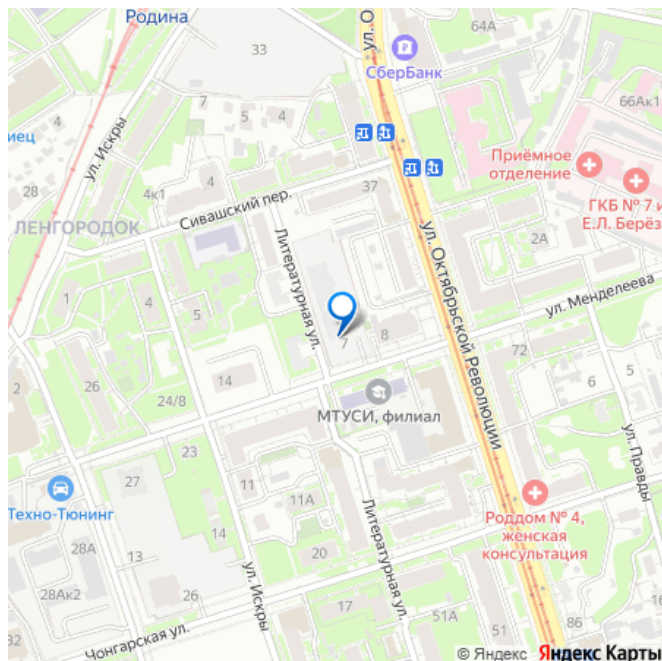 Родина
ул. О
64А
СберБанк
33
66Ак1
7
5
4
4
иец
ул. Искры
Приёмное
отделение
28
4к1
4
37
ГКБ № 7 и
Е.Л. Берёз
Сивашский пер.
ЛЕНГОРОДОК
ул. Октябрьской Революции
2А
Литературная ул.
ул. Менделеева
1
4
5
7
8
72
2
26
14
6
5
24/8
МТУСИ, филиал
ул. Правды
23
27
11
11А
Техно-Тюнинг
Роддом № 4,
женская
консультация
14
Литературная ул.
28А
13
20
28Ак2
26
ул. Искры
17
51А
51
86
32
Чонгарская ул.
© Яндекс Яндекс Карты